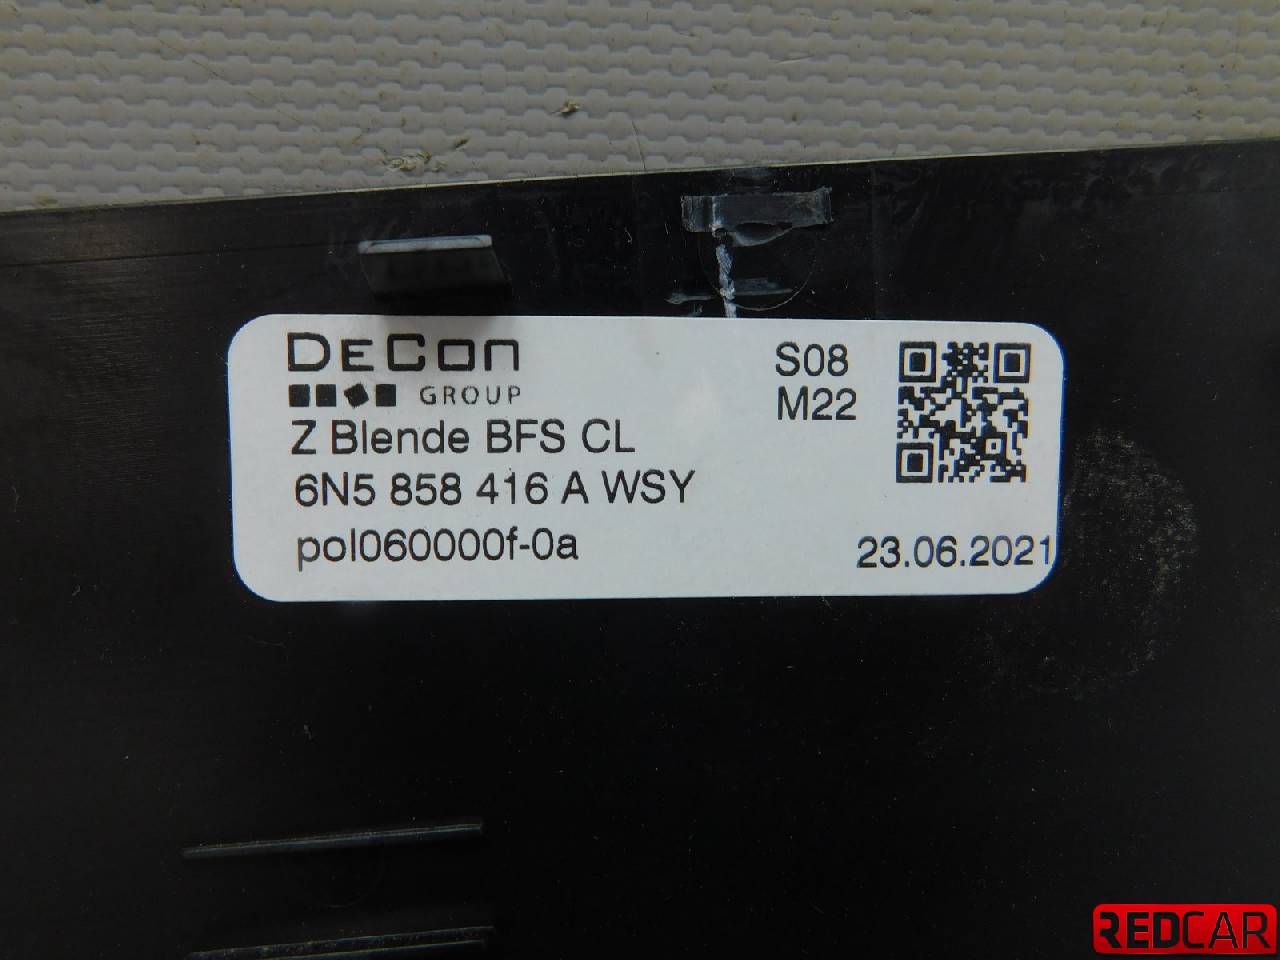 DeCon
GROUP
Z Blende BFS CL
6N5 858 416 A WSY
pol060000f-0a
S08
M22
23.06.2021
REDCAR